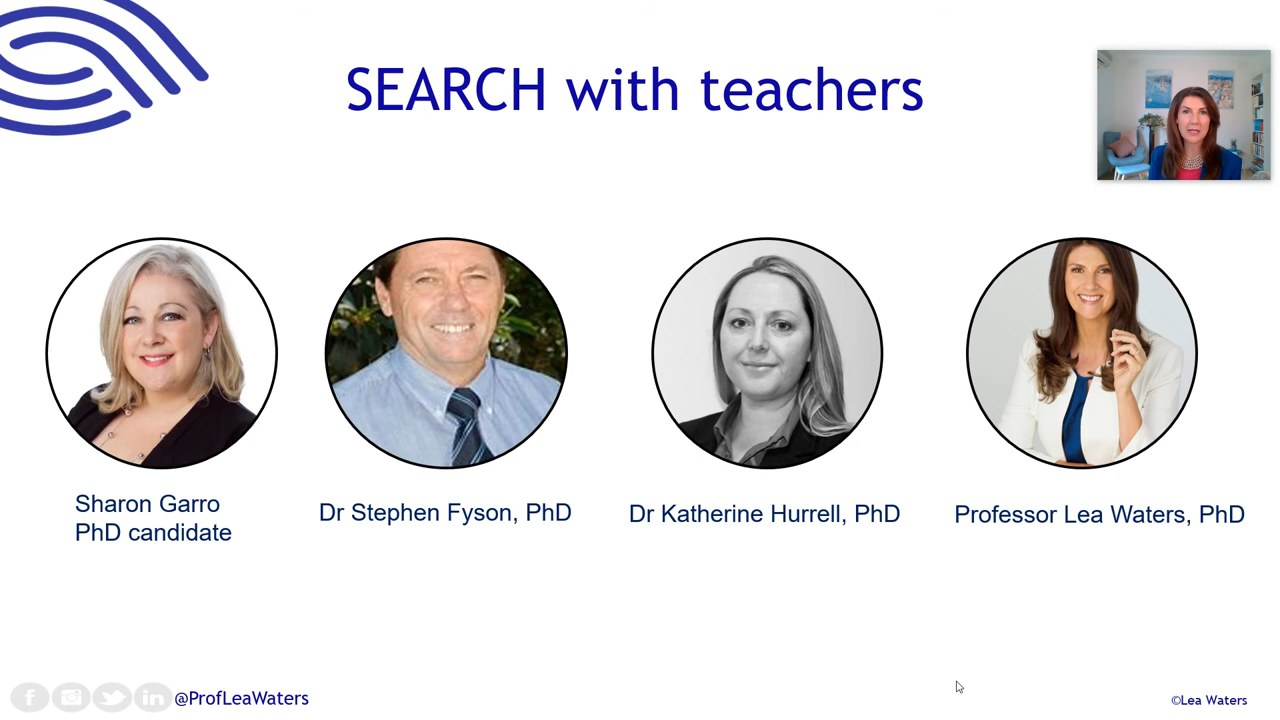 SEARCH with teachers
Sharon Garro
PhD candidate
Dr Stephen Fyson, PhD
Dr Katherine Hurrell, PhD
Professor Lea Waters, PhD
@ProfLeaWaters
©Lea Waters